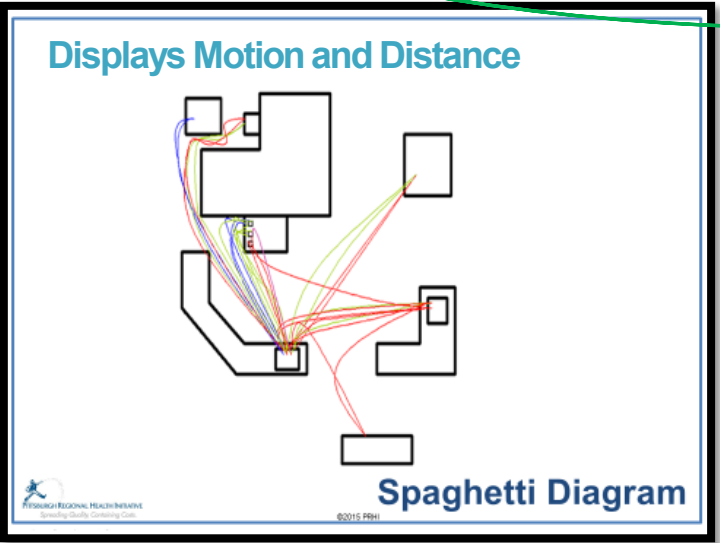 Displays Motion and Distance
PITTSBURGH REGIONAL HEALTH INITIATIVE
Spreading Quality, Containing Costs.
©2015 PRHI
Spaghetti Diagram